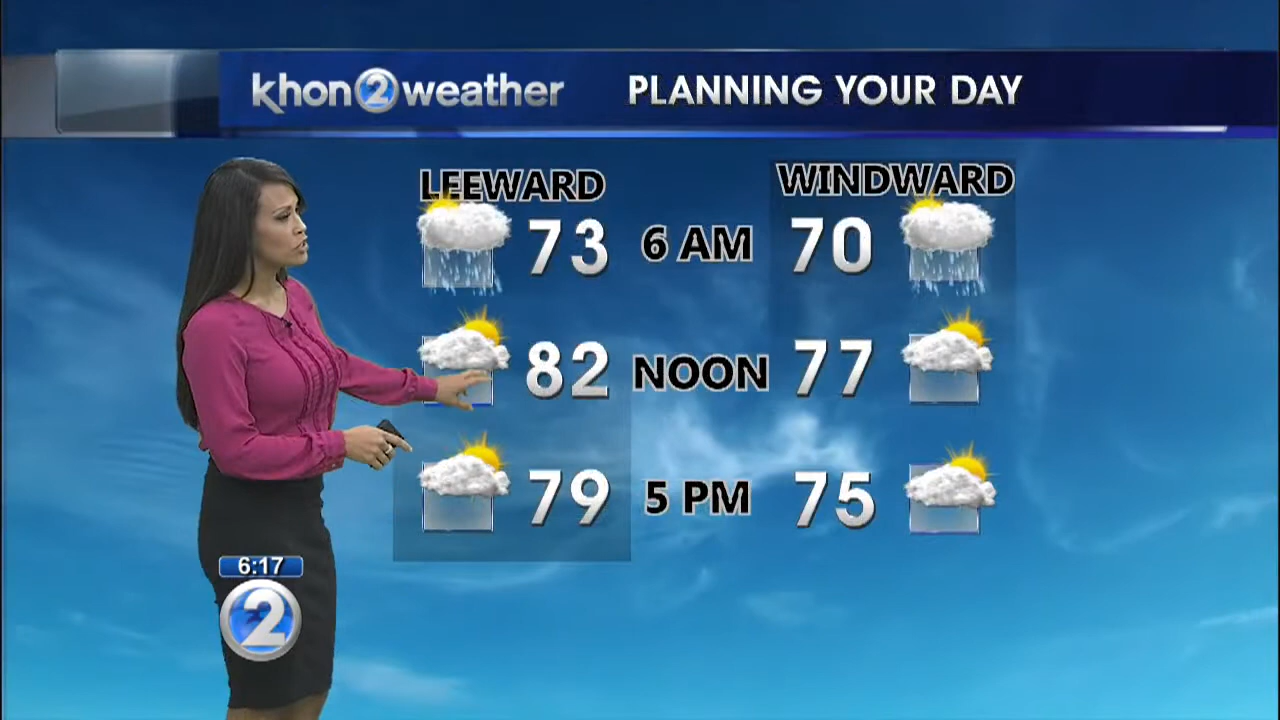 khon2weather PLANNING YOUR DAY
LEEWARD WINDWARD
73 6 AM 70
82 NOON 77
79 5 PM 75
6:17
2